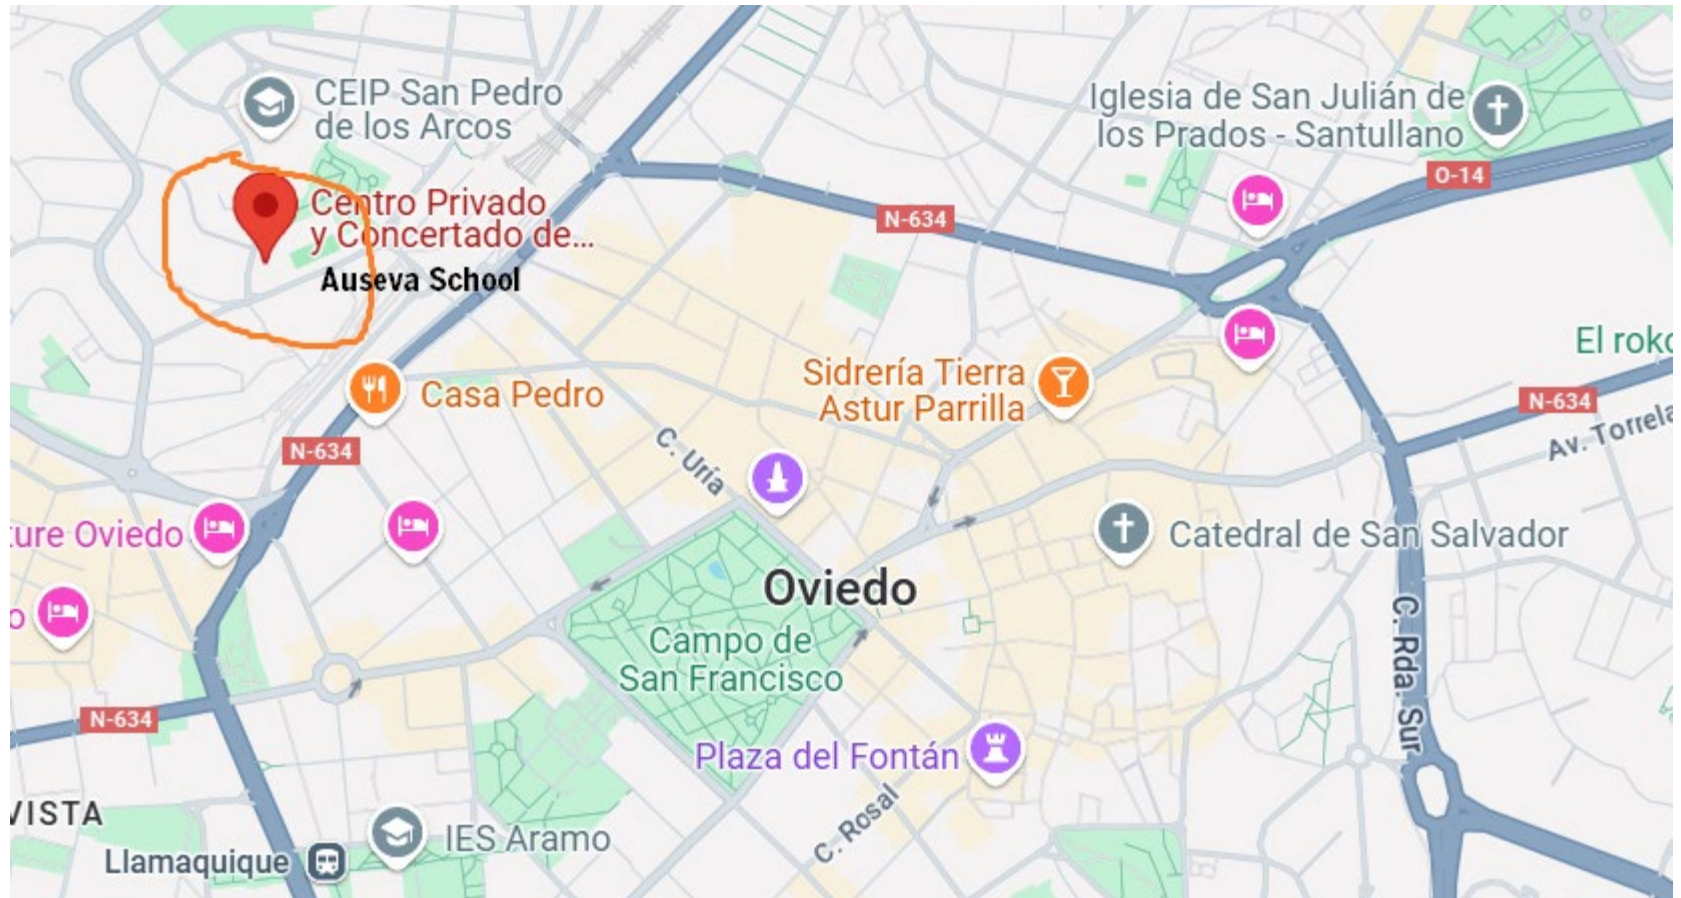 CEIP San Pedro
de los Arcos
Iglesia de San Julián de
los Prados - Santullano
O-14
Centro Privado
y Concertado de...
Auseva School
N-634
El roko
Sidrería Tierra
Astur Parrilla
Casa Pedro
N-634
Av. Torrela
N-634
C. Uría
ture Oviedo
Catedral de San Salvador
Oviedo
o
Campo de
San Francisco
C. Rda. Sur
N-634
Plaza del Fontán
VISTA
C. Rosal
IES Aramo
Llamaquique